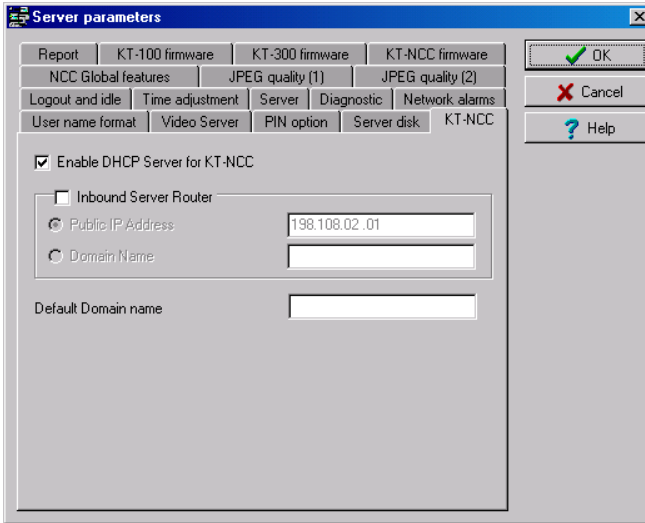 Server parameters
Report KT-100 firmware KT-300 firmware KT-NCC firmware
NCC Global features JPEG quality (1) JPEG quality (2)
Logout and idle Time adjustment Server Diagnostic Network alarms
User name format Video Server PIN option Server disk KT-NCC
OK
Cancel
Help
Enable DHCP Server for KT-NCC
Inbound Server Router
Public IP Address 198.108.02 .01
Domain Name
Default Domain name